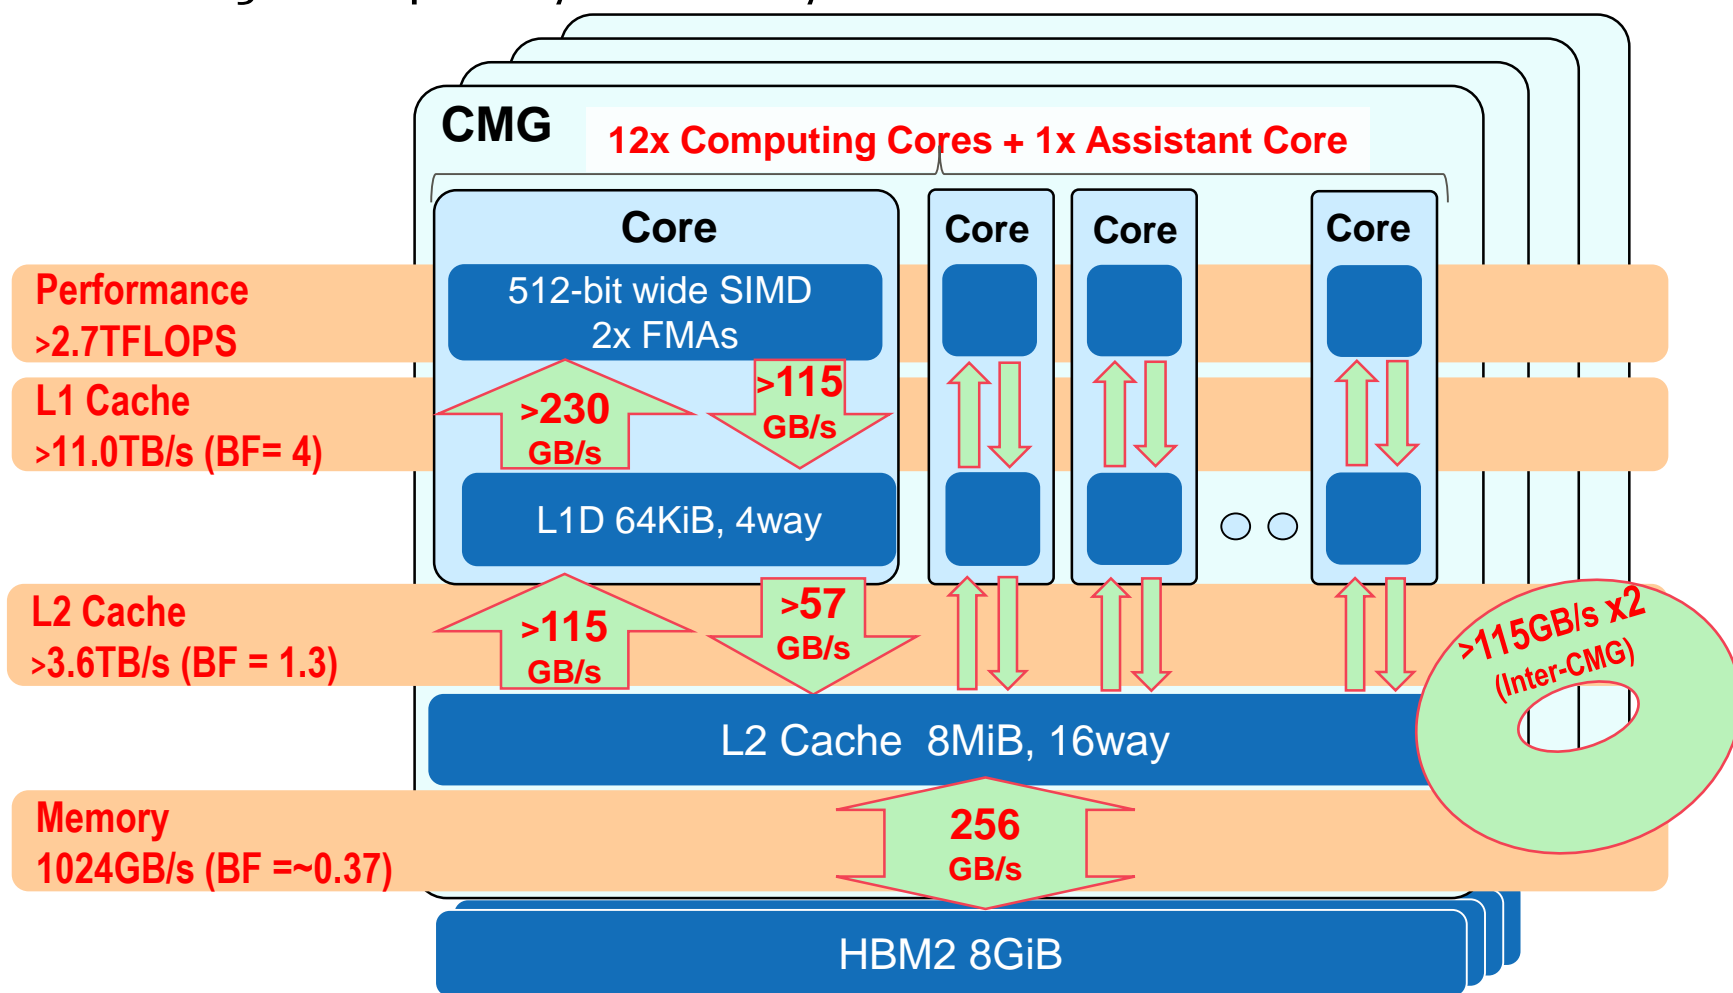 CMG
12x Computing Cores + 1x Assistant Core
Core
Core
Core
Core
Performance
>2.7TFLOPS
512-bit wide SIMD
2x FMAs
L1 Cache
>11.0TB/s (BF= 4)
>230
GB/s
>115
GB/s
L1D 64KiB, 4way
L2 Cache
>3.6TB/s (BF = 1.3)
>115
GB/s
>57
GB/s
>115GB/s x2
(Inter-CMG)
L2 Cache 8MiB, 16way
Memory
1024GB/s (BF =~0.37)
256
GB/s
HBM2 8GiB